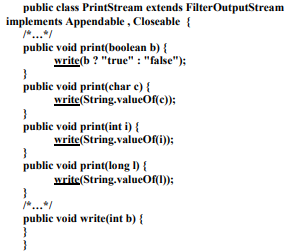 public class PrintStream extends FilterOutputStream
implements Appendable , Closeable {
/*...*/
public void print(boolean b) {
write(b ? "true" : "false");
}
public void print(char c) {
write(String.valueOf(c));
}
public void print(int i) {
write(String.valueOf(i));
}
public void print(long l) {
write(String.valueOf(l));
}
/*...*/
public void write(int b) {
}
}